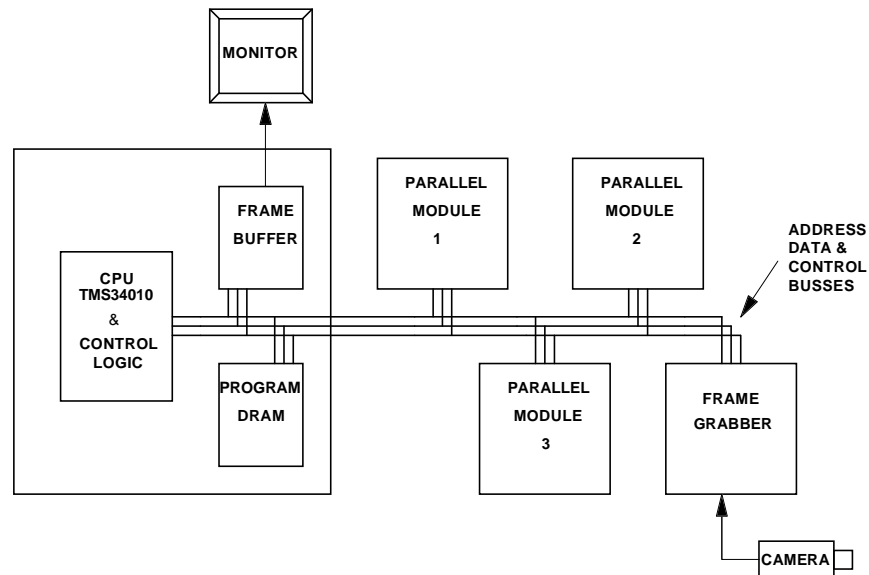 MONITOR
FRAME
BUFFER
CPU
TMS34010
&
CONTROL
LOGIC
PROGRAM
DRAM
PARALLEL
MODULE
1
PARALLEL
MODULE
2
PARALLEL
MODULE
3
ADDRESS
DATA &
CONTROL
BUSSES
FRAME
GRABBER
CAMERA